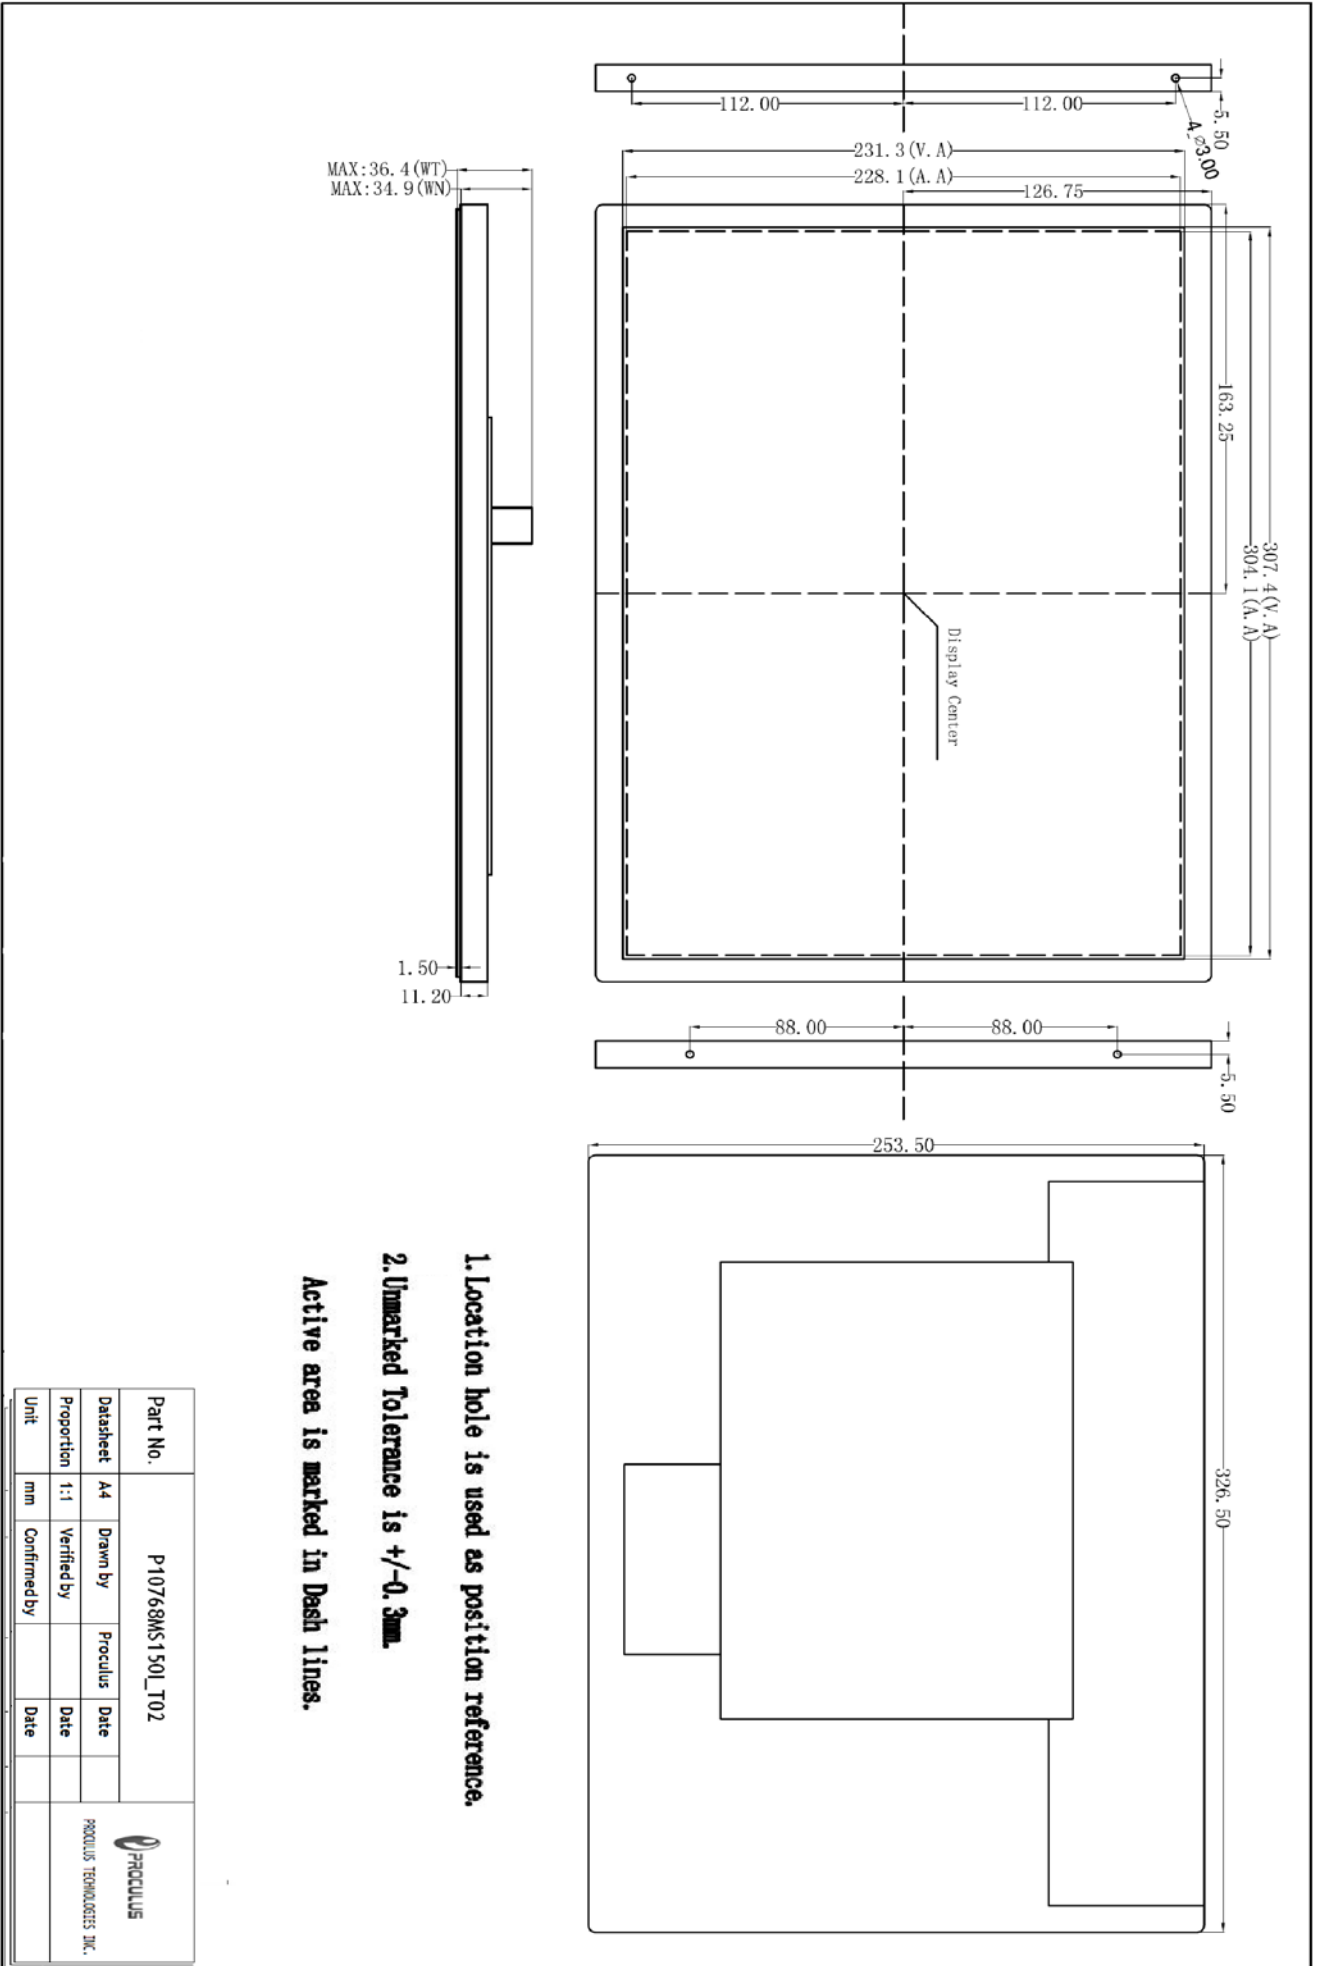 112.00
112.00
5.50
4_⌀3.00
231.3(V.A)
228.1(A.A)
126.75
MAX:36.4(WT)
MAX:34.9(WN)
163.25
307.4(V.A)
304.1(A.A)
Display Center
1.50
11.20
88.00
88.00
5.50
253.50
326.50
1.Location hole is used as position reference.
2.Unmarked Tolerance is +/-0.3mm.
Active area is marked in Dash lines.
Part No. P10768MS150I_T02
Datasheet A4 Drawn by Proculus Date
Proportion 1:1 Verified by Date
Unit mm Confirmed by Date
PROCULUS
PROCULUS TECHNOLOGIES INC.